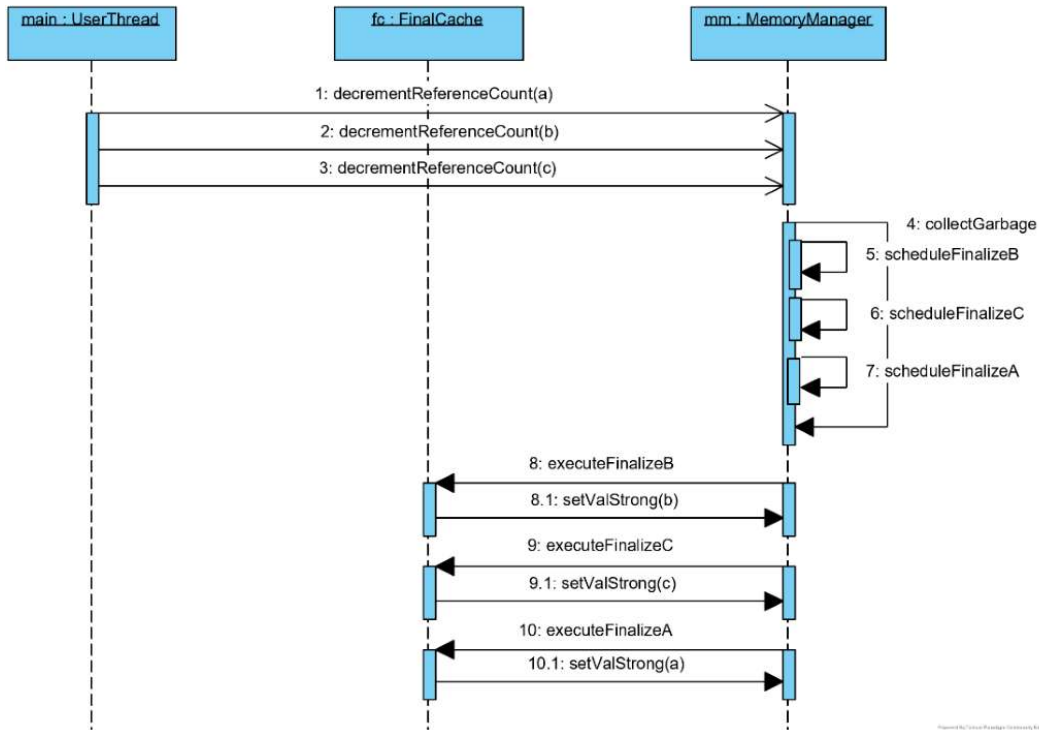 main : UserThread
fc : FinalCache
mm : MemoryManager
1: decrementReferenceCount(a)
2: decrementReferenceCount(b)
3: decrementReferenceCount(c)
4: collectGarbage
5: scheduleFinalizeB
6: scheduleFinalizeC
7: scheduleFinalizeA
8: executeFinalizeB
8.1: setValStrong(b)
9: executeFinalizeC
9.1: setValStrong(c)
10: executeFinalizeA
10.1: setValStrong(a)